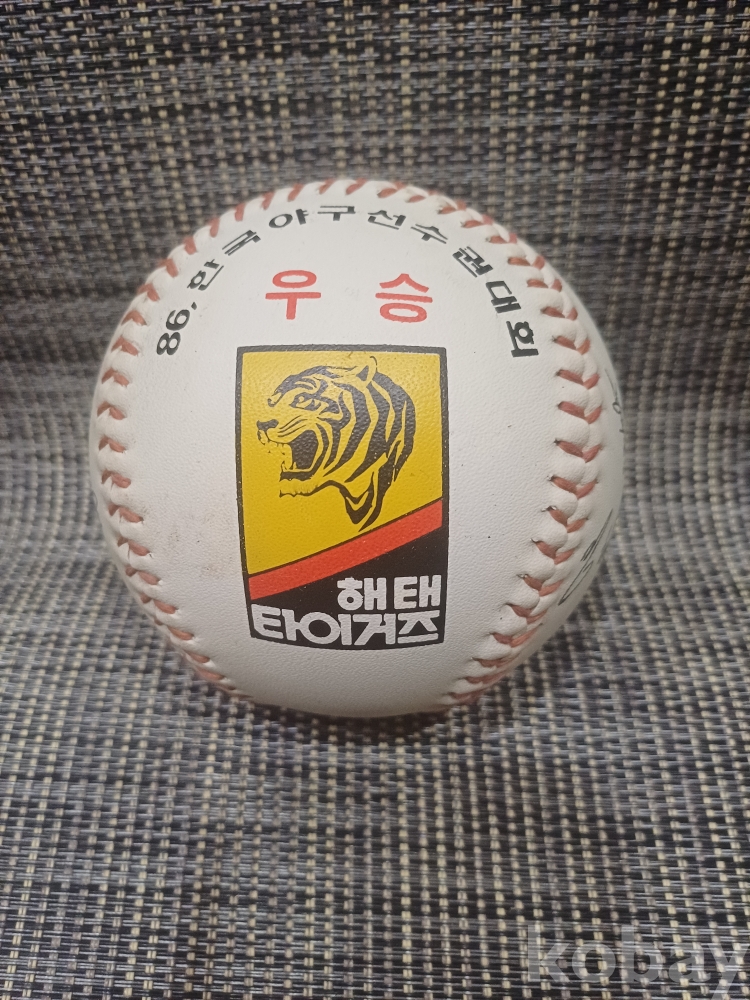 86. 한국야구선수권대회
우 승
해태
타이거즈
kobay